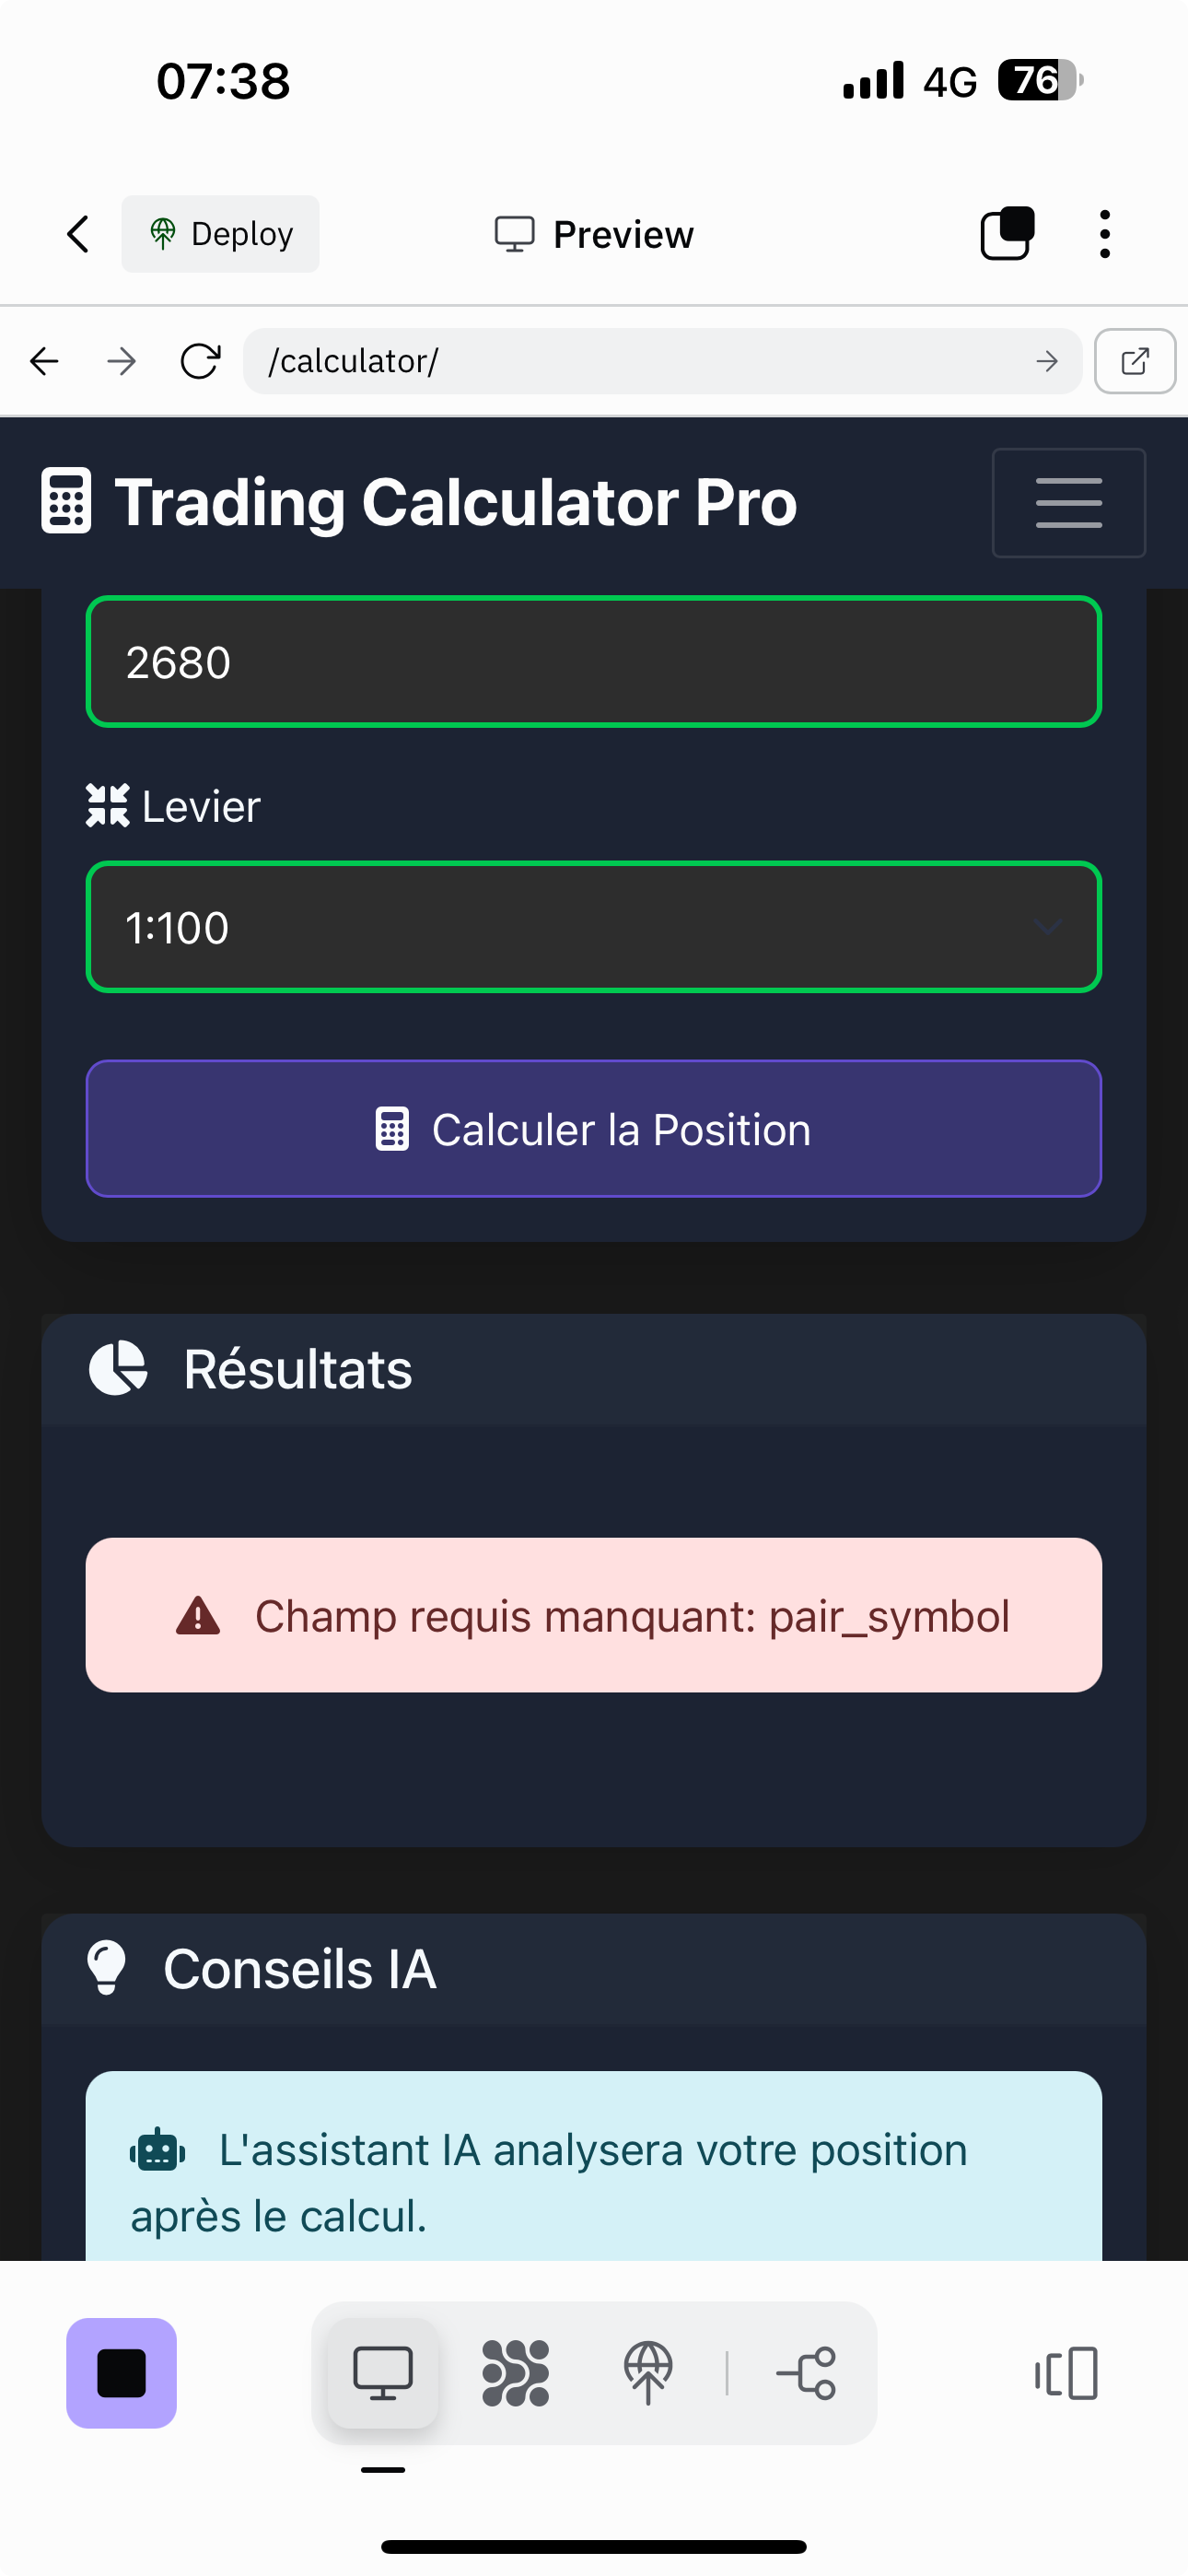 07:38
4G
76
Deploy
Preview
/calculator/
Trading Calculator Pro
2680
Levier
1:100
Calculer la Position
Résultats
Champ requis manquant: pair_symbol
Conseils IA
L'assistant IA analysera votre position
après le calcul.